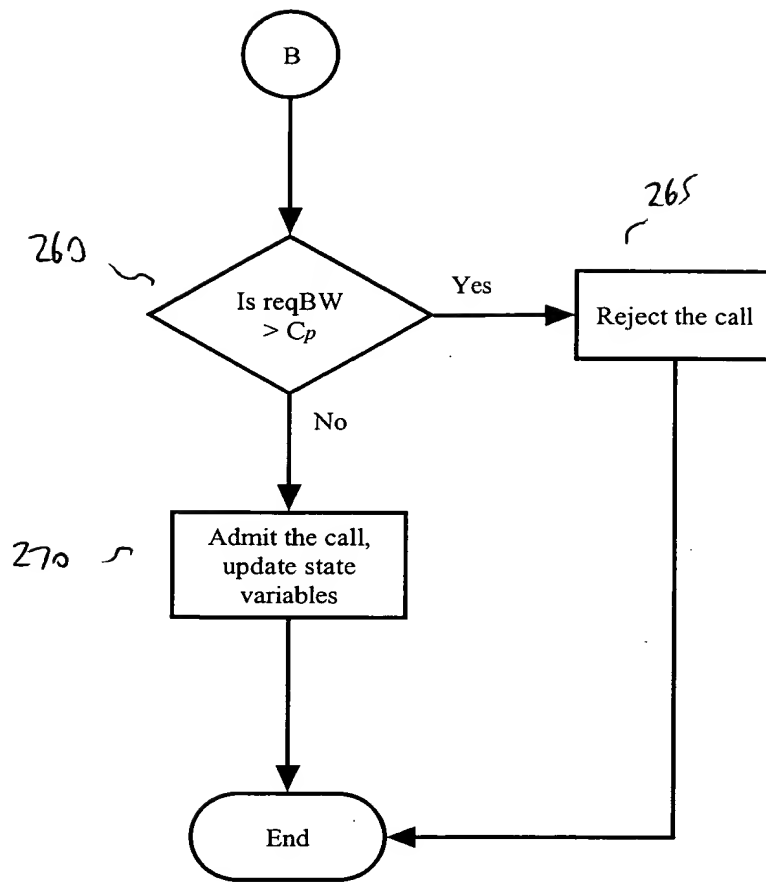 B
265
260
Is reqBW
> Cp
Yes
Reject the call
No
270
Admit the call,
update state
variables
End